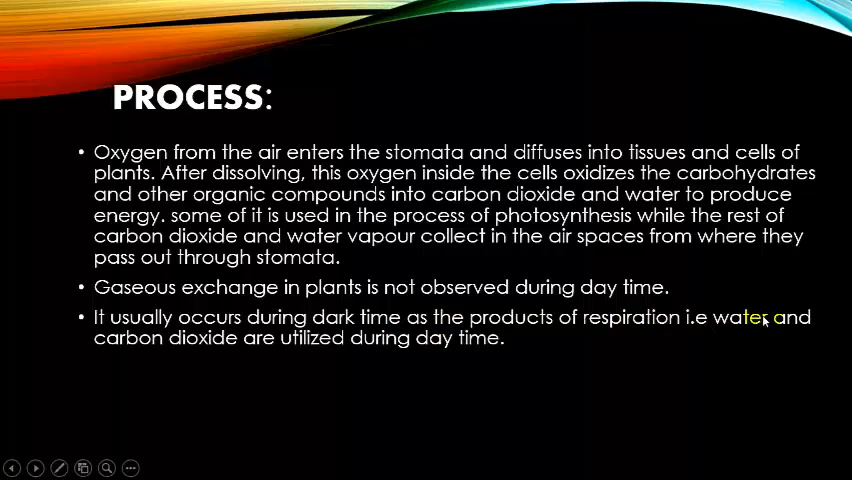 PROCESS:
• Oxygen from the air enters the stomata and diffuses into tissues and cells of
plants. After dissolving, this oxygen inside the cells oxidizes the carbohydrates
and other organic compounds into carbon dioxide and water to produce
energy. some of it is used in the process of photosynthesis while the rest of
carbon dioxide and water vapour collect in the air spaces from where they
pass out through stomata.
• Gaseous exchange in plants is not observed during day time.
• It usually occurs during dark time as the products of respiration i.e water and
carbon dioxide are utilized during day time.